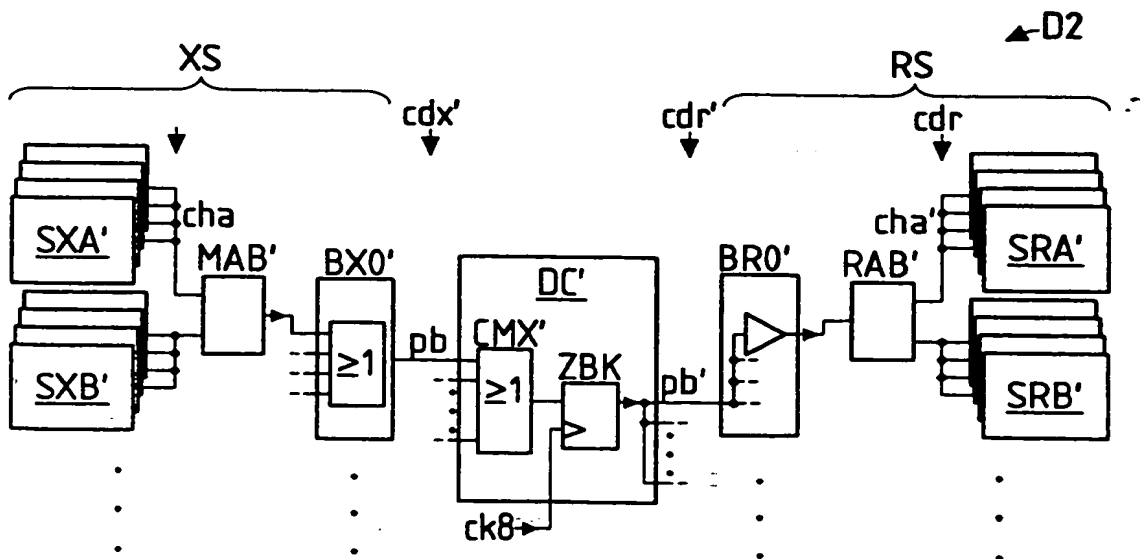 D2
XS
RS
cdx'
cdr'
cdr
cha
cha'
SXA'
MAB'
BX0'
DC'
BR0'
RAB'
SRA'
SXB'
≥1
pb
CMX'
≥1
ZBK
pb'
SRB'
ck8